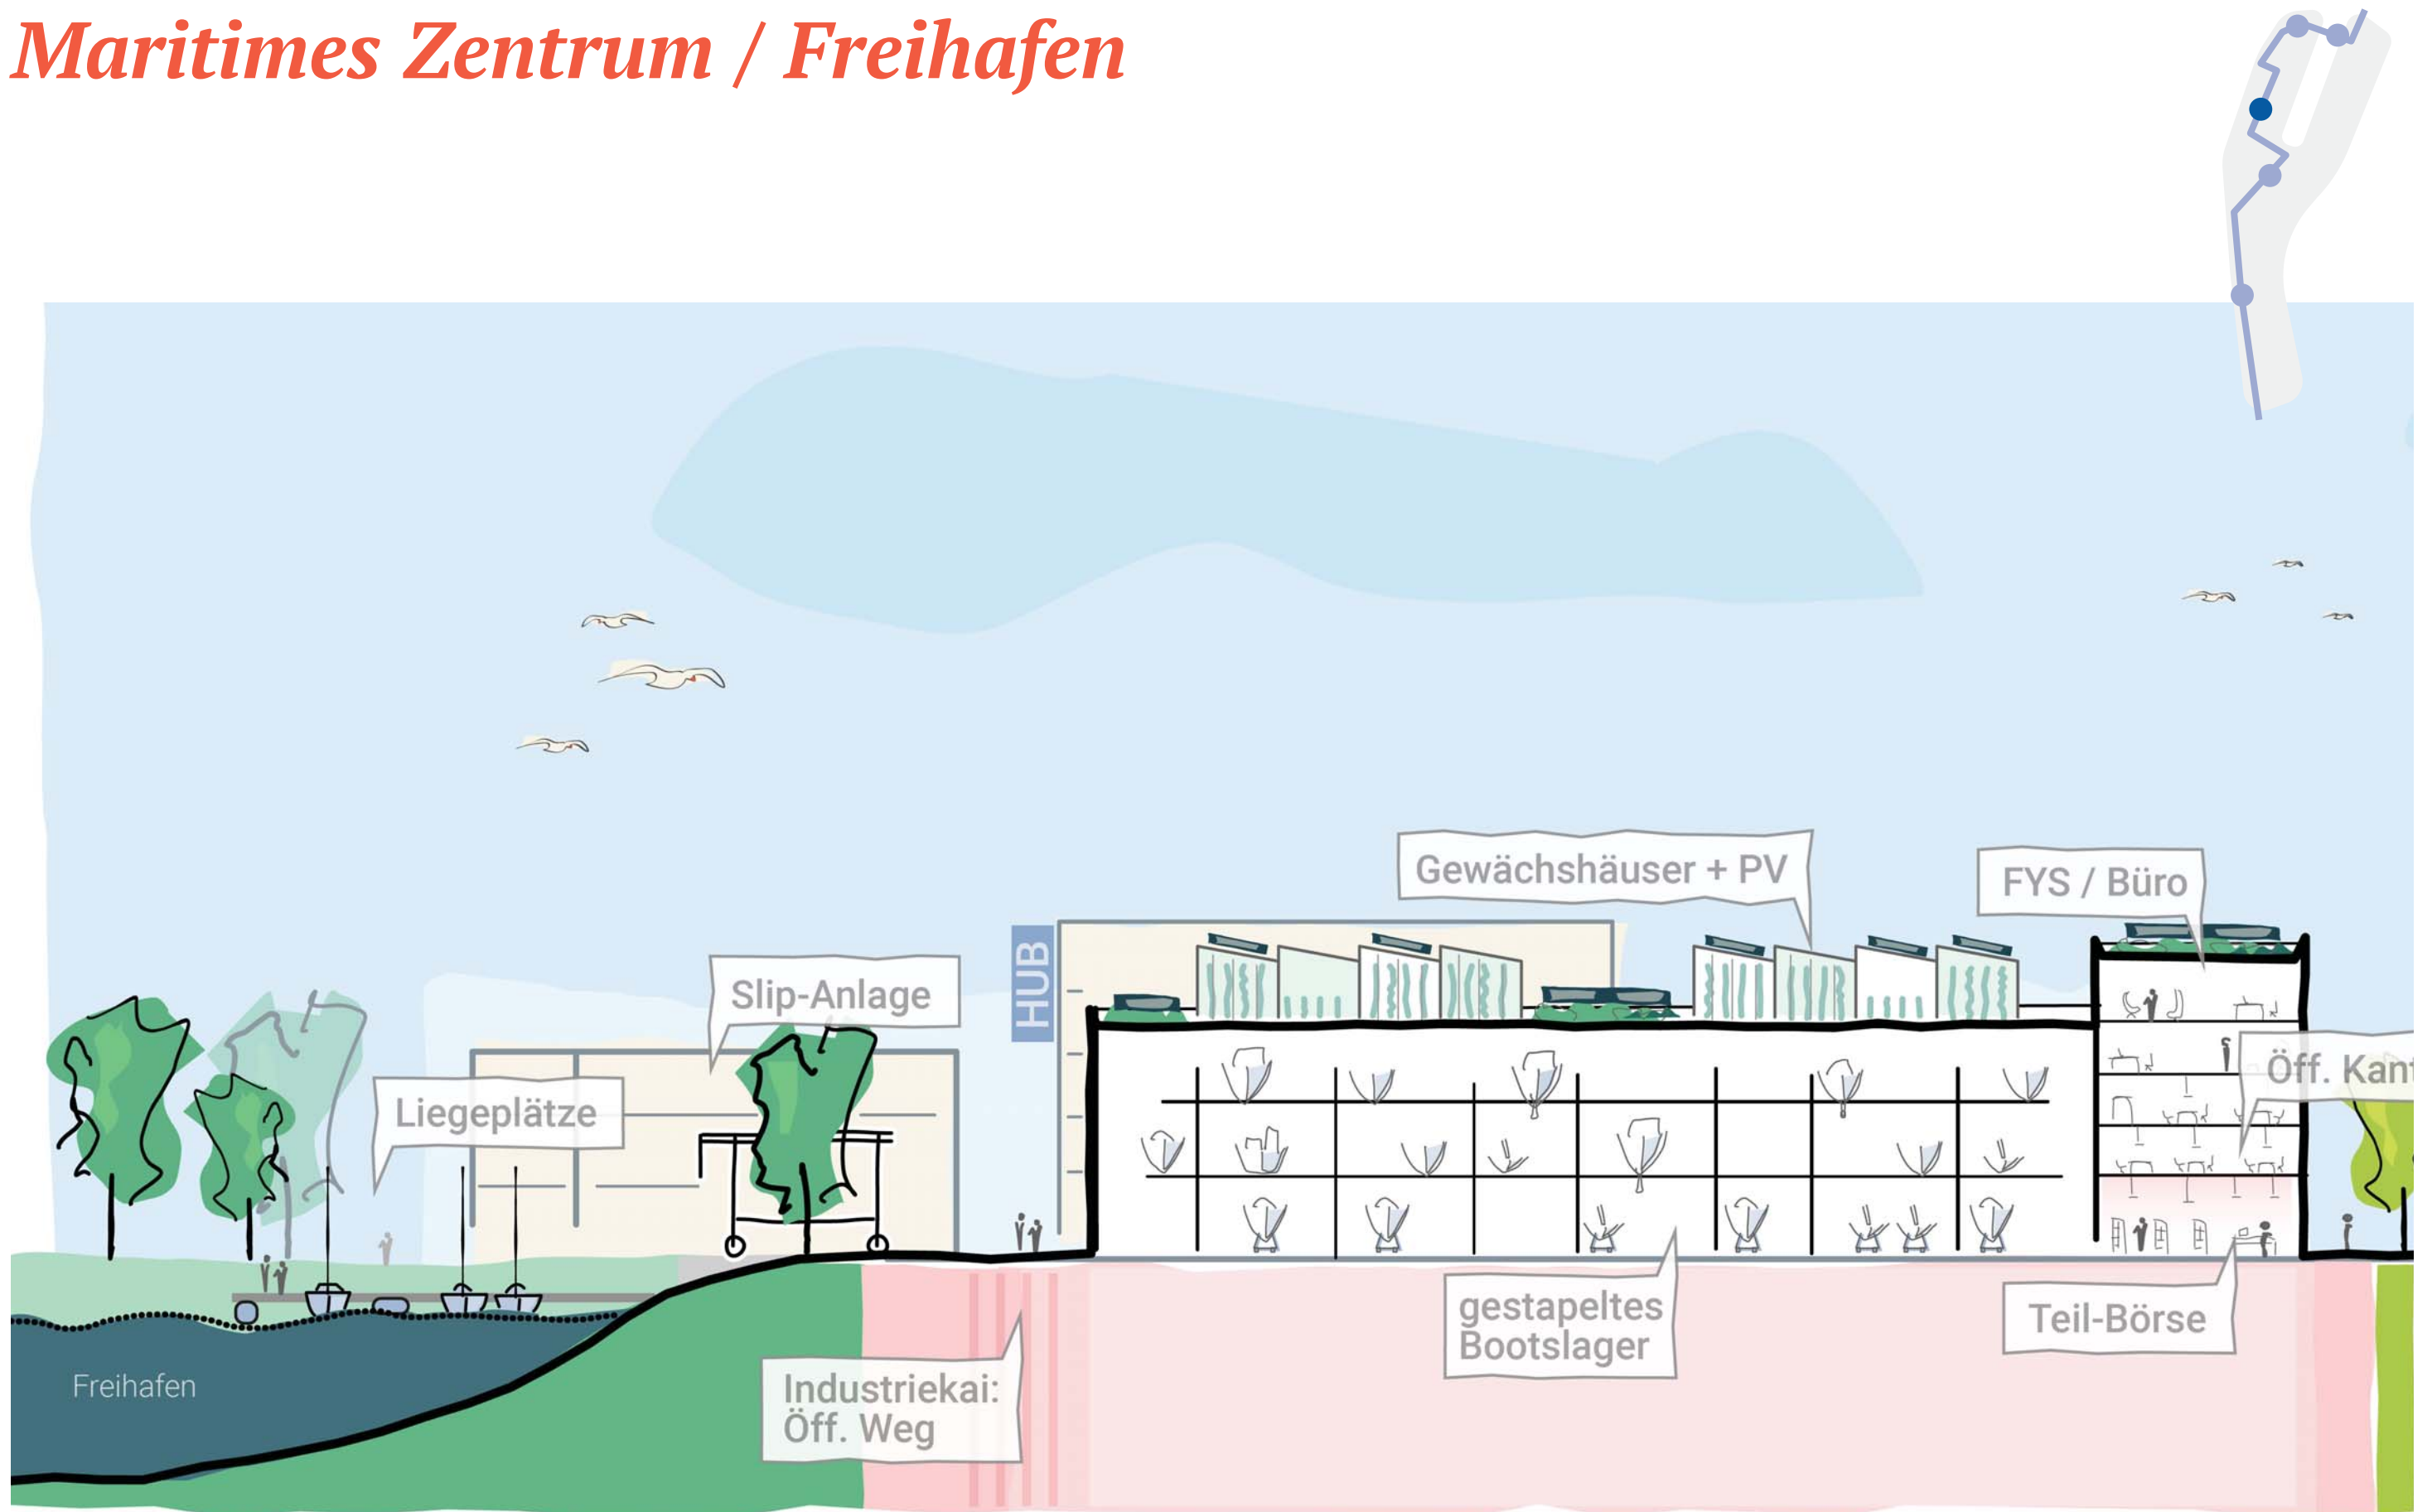 Maritimes Zentrum / Freihafen
Gewächshäuser + PV
FYS / Büro
HUB
Slip-Anlage
Öff. Kant
Liegeplätze
gestapeltes
Bootslager
Teil-Börse
Industriekai:
Öff. Weg
Freihafen